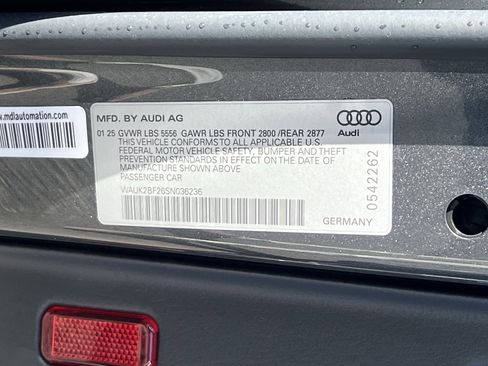 www.mdlautomation.com
MFD. BY AUDI AG
01 25 GVWR LBS 5556 GAWR LBS FRONT 2800 /REAR 2877
THIS VEHICLE CONFORMS TO ALL APPLICABLE U.S.
FEDERAL MOTOR VEHICLE SAFETY, BUMPER AND THEFT
PREVENTION STANDARDS IN EFFECT ON THE DATE OF
MANUFACTURE SHOWN ABOVE
PASSENGER CAR
WAUK2BF26SN036236
Audi
0542262
GERMANY